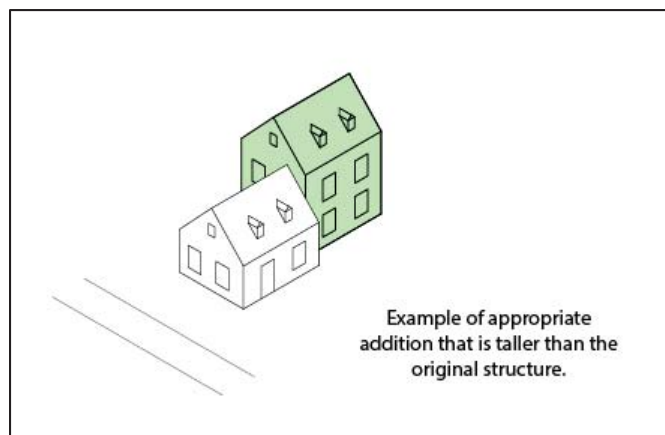 Example of appropriate
addition that is taller than the
original structure.